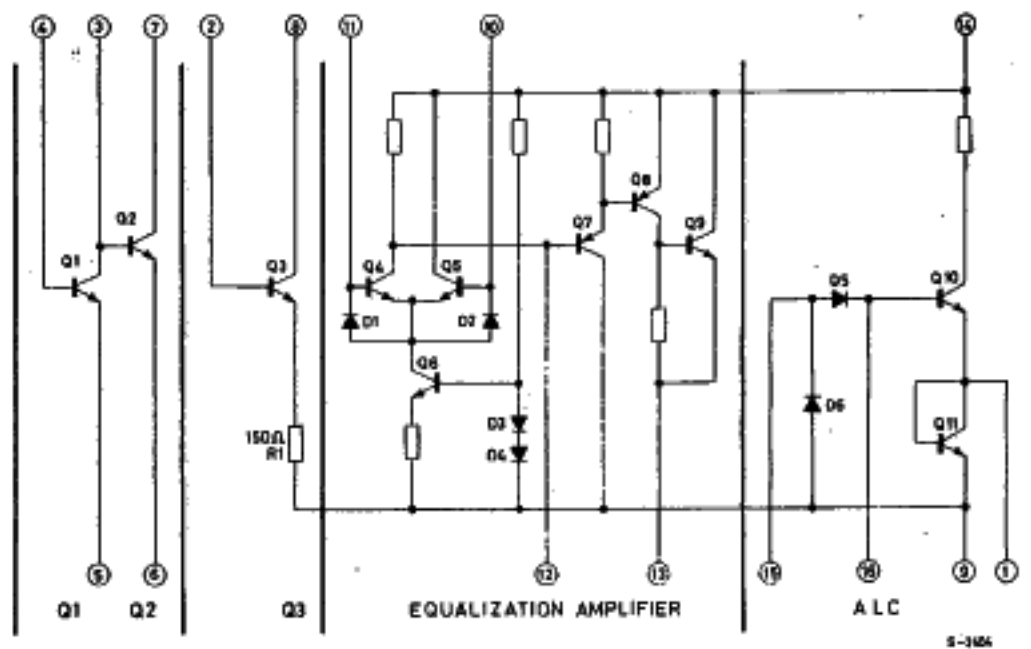 4 3 7 2 8 11 10 14
Q8
Q2 Q7 Q9
Q1 Q3 Q4 Q5 D5 Q10
D1 D2
Q6
D6
150Ω D3 Q11
R1 D4
5 6 12 13 15 16 9 1
Q1 Q2 Q3 EQUALIZATION AMPLIFIER ALC